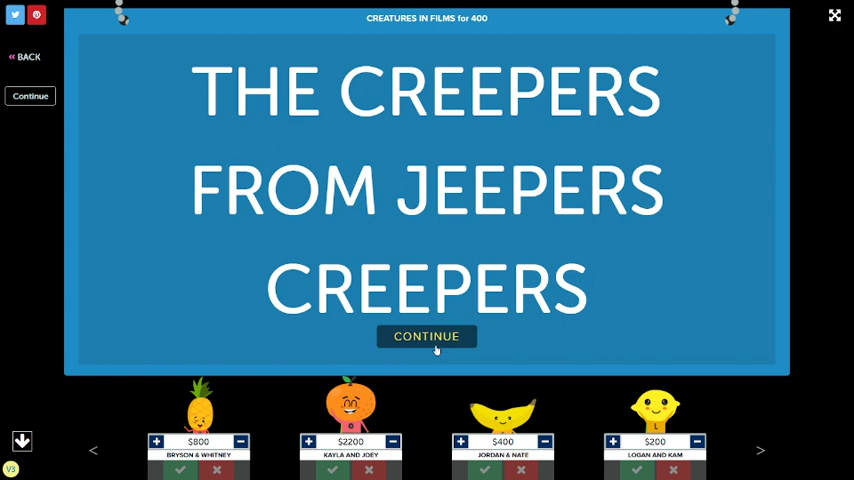 CREATURES IN FILMS for 400
« BACK
Continue
THE CREEPERS
FROM JEEPERS
CREEPERS
CONTINUE
+ $800 −
+ $2200 −
+ $400 −
+ $200 −
BRYSON & WHITNEY
KAYLA AND JOEY
JORDAN & NATE
LOGAN AND KAM
< >
V3